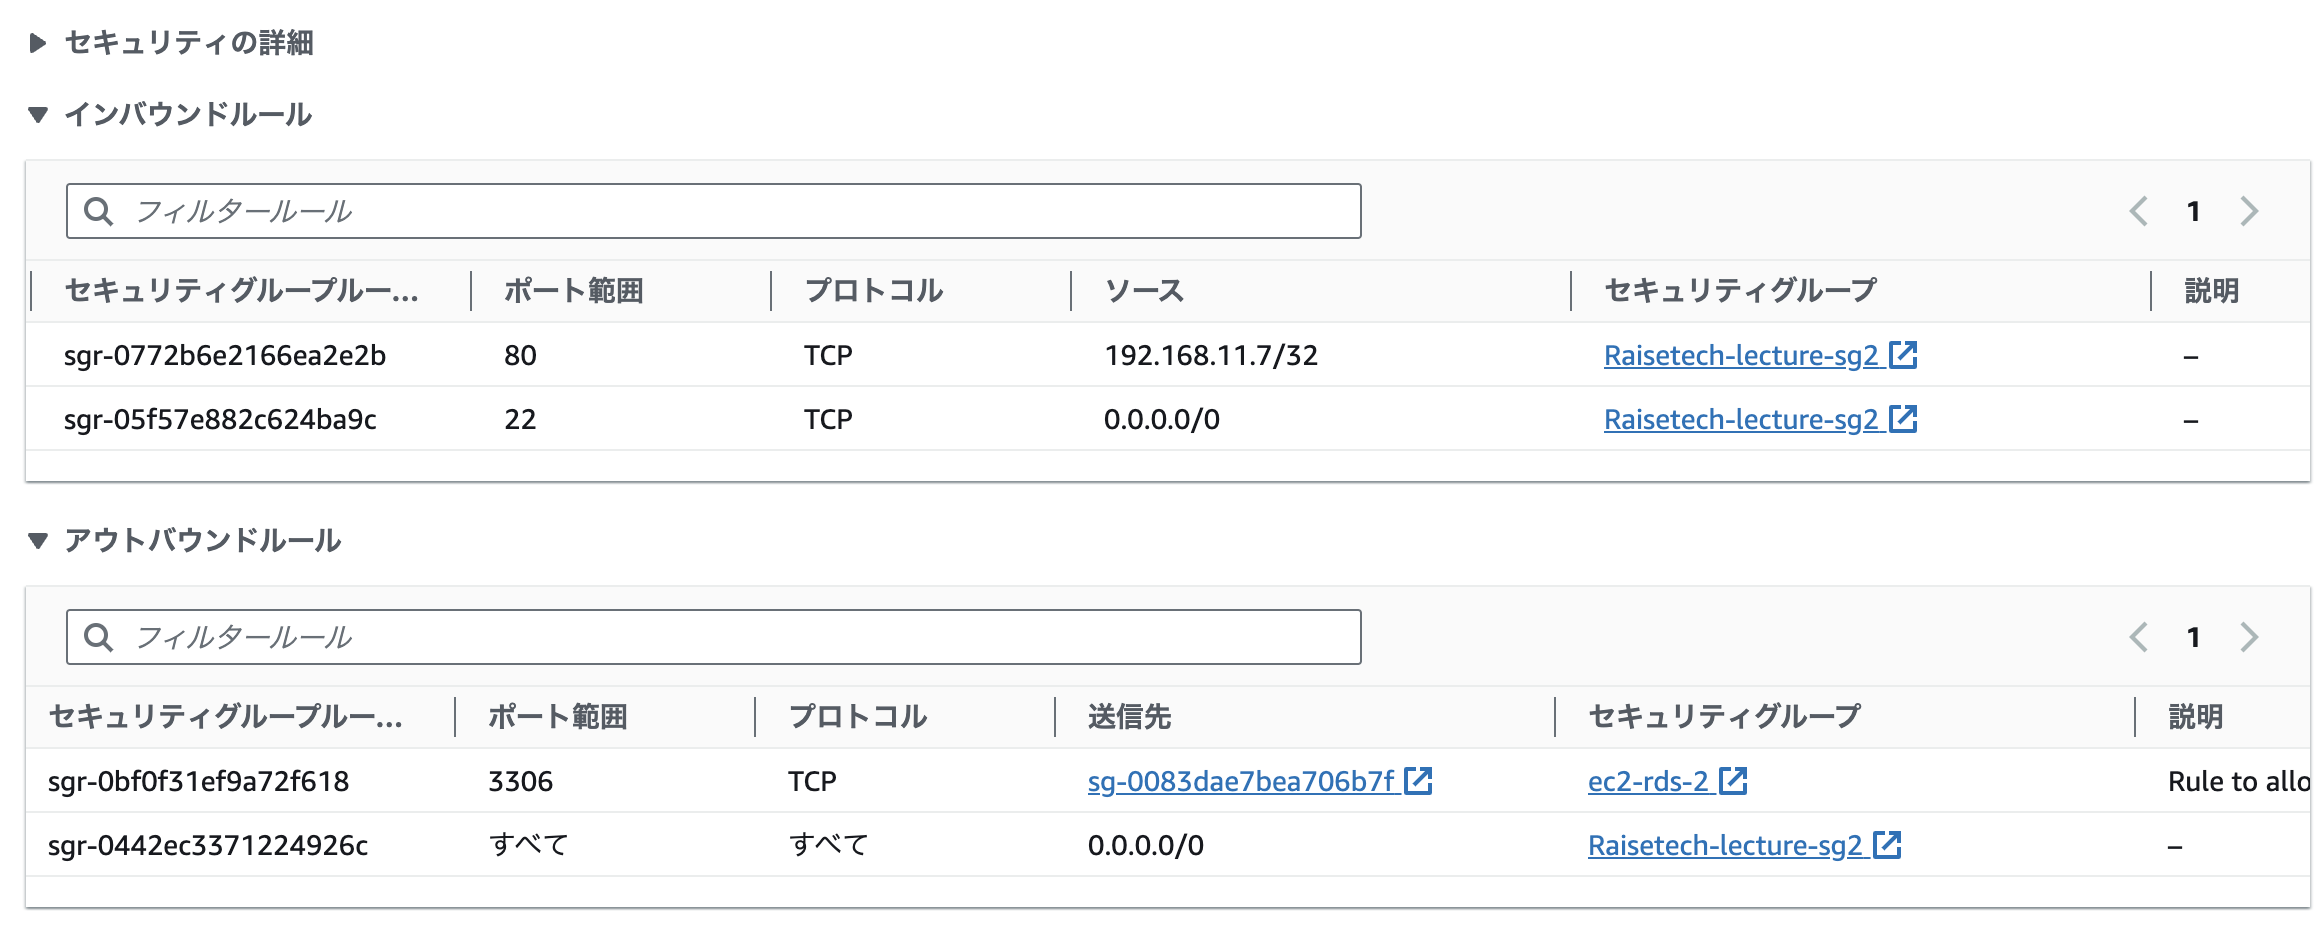 セキュリティの詳細
インバウンドルール
フィルタールール
1
セキュリティグループルー... ポート範囲 プロトコル ソース セキュリティグループ 説明
sgr-0772b6e2166ea2e2b 80 TCP 192.168.11.7/32 Raisetech-lecture-sg2 –
sgr-05f57e882c624ba9c 22 TCP 0.0.0.0/0 Raisetech-lecture-sg2 –
アウトバウンドルール
フィルタールール
1
セキュリティグループルー... ポート範囲 プロトコル 送信先 セキュリティグループ 説明
sgr-0bf0f31ef9a72f618 3306 TCP sg-0083dae7bea706b7f ec2-rds-2 Rule to allo
sgr-0442ec3371224926c すべて すべて 0.0.0.0/0 Raisetech-lecture-sg2 –